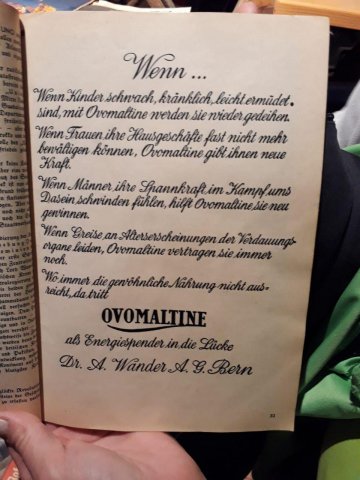 Wenn...
Wenn Kinder schwach, kränklich, leicht ermüdet
sind, mit Ovomaltine werden sie wieder gedeihen.
Wenn Frauen ihre Hausgeschäfte fast nicht mehr
bewältigen können, Ovomaltine gibt ihnen neue
Kraft.
Wenn Männer ihre Spannkraft im Kampf ums
Dasein schwinden fühlen, hilft Ovomaltine sie neu
gewinnen.
Wenn Greise an Alterserscheinungen der Verdauungs-
organe leiden, Ovomaltine vertragen sie immer
noch.
Wo immer die gewöhnliche Nahrung nicht aus-
reicht, da tritt
OVOMALTINE
als Energiespender in die Lücke
Dr. A. Wander A. G. Bern